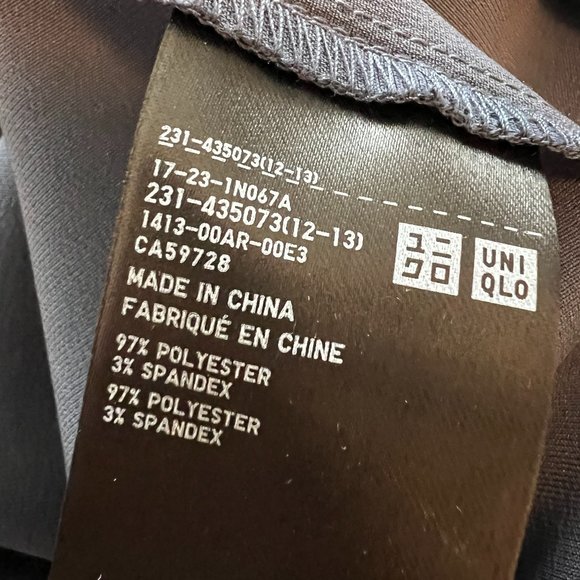 231-435073(12-13)
17-23-1N067A
231-435073(12-13)
1413-00AR-00E3
CA59728
MADE IN CHINA
FABRIQUÉ EN CHINE
97% POLYESTER
3% SPANDEX
97% POLYESTER
3% SPANDEX
ユニ
クロ
UNI
QLO